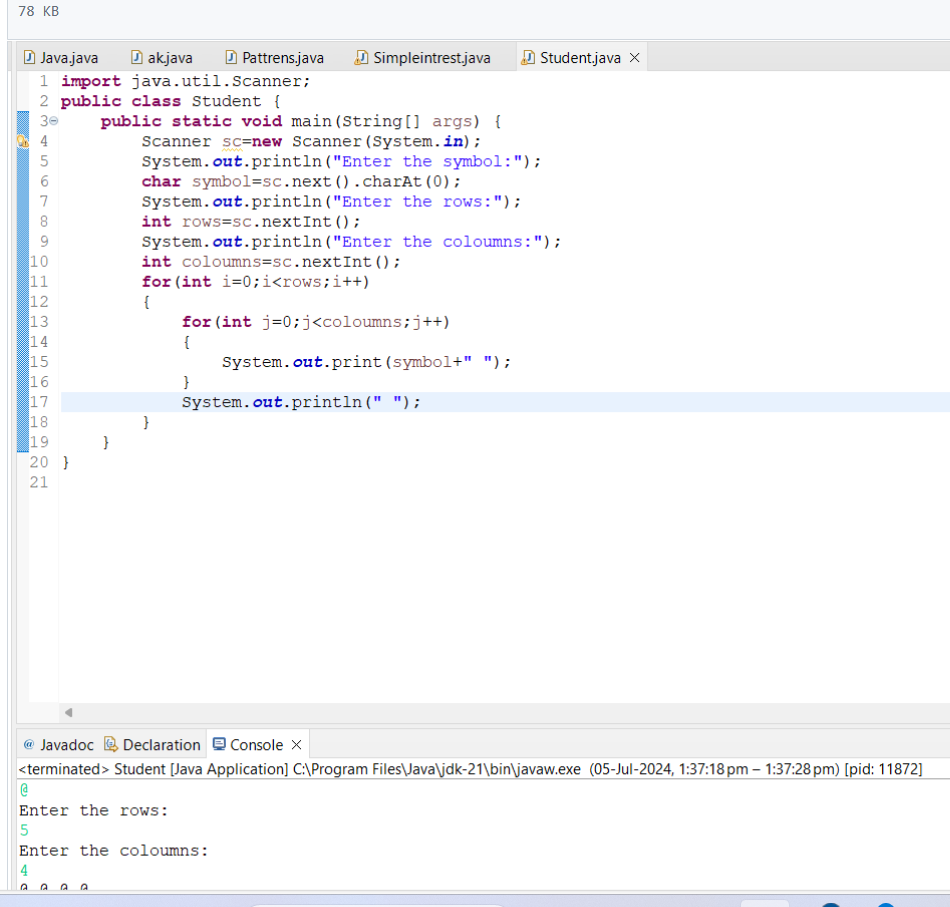 78 KB
Java.java ak.java Pattrens.java Simpleintrest.java Student.java
1 import java.util.Scanner;
2 public class Student {
3 public static void main(String[] args) {
4 Scanner sc=new Scanner(System.in);
5 System.out.println("Enter the symbol:");
6 char symbol=sc.next().charAt(0);
7 System.out.println("Enter the rows:");
8 int rows=sc.nextInt();
9 System.out.println("Enter the coloumns:");
10 int coloumns=sc.nextInt();
11 for(int i=0;i<rows;i++)
12 {
13 for(int j=0;j<coloumns;j++)
14 {
15 System.out.print(symbol+" ");
16 }
17 System.out.println(" ");
18 }
19 }
20 }
21
@ Javadoc Declaration Console
<terminated> Student [Java Application] C:\Program Files\Java\jdk-21\bin\javaw.exe (05-Jul-2024, 1:37:18 pm – 1:37:28 pm) [pid: 11872]
@
Enter the rows:
5
Enter the coloumns:
4
@ @ @ @